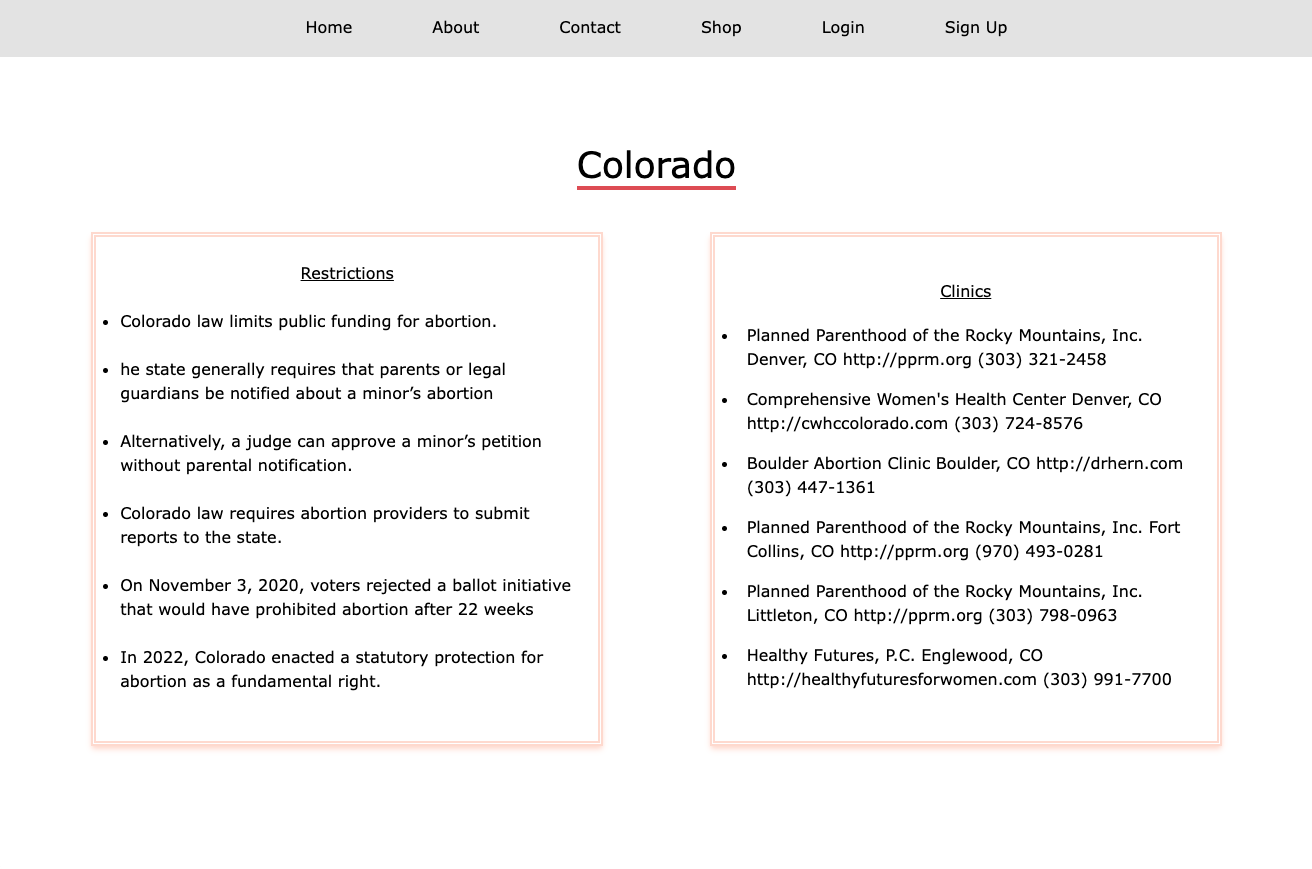 Home About Contact Shop Login Sign Up
Colorado
Restrictions
Colorado law limits public funding for abortion.
he state generally requires that parents or legal
guardians be notified about a minor’s abortion
Alternatively, a judge can approve a minor’s petition
without parental notification.
Colorado law requires abortion providers to submit
reports to the state.
On November 3, 2020, voters rejected a ballot initiative
that would have prohibited abortion after 22 weeks
In 2022, Colorado enacted a statutory protection for
abortion as a fundamental right.
Clinics
Planned Parenthood of the Rocky Mountains, Inc.
Denver, CO http://pprm.org (303) 321-2458
Comprehensive Women's Health Center Denver, CO
http://cwhccolorado.com (303) 724-8576
Boulder Abortion Clinic Boulder, CO http://drhern.com
(303) 447-1361
Planned Parenthood of the Rocky Mountains, Inc. Fort
Collins, CO http://pprm.org (970) 493-0281
Planned Parenthood of the Rocky Mountains, Inc.
Littleton, CO http://pprm.org (303) 798-0963
Healthy Futures, P.C. Englewood, CO
http://healthyfuturesforwomen.com (303) 991-7700